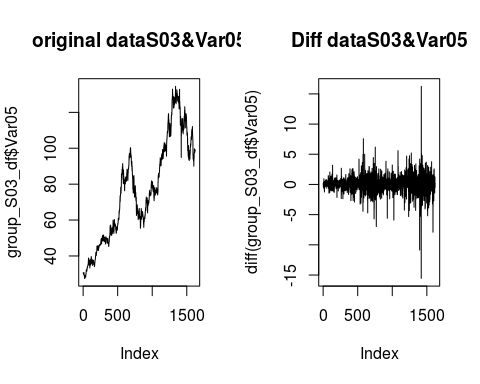 original dataS03&Var05
group_S03_df$Var05
40
60
80
100
0
500
1500
Index
Diff dataS03&Var05
diff(group_S03_df$Var05)
-15
-5
0
5
10
0
500
1500
Index